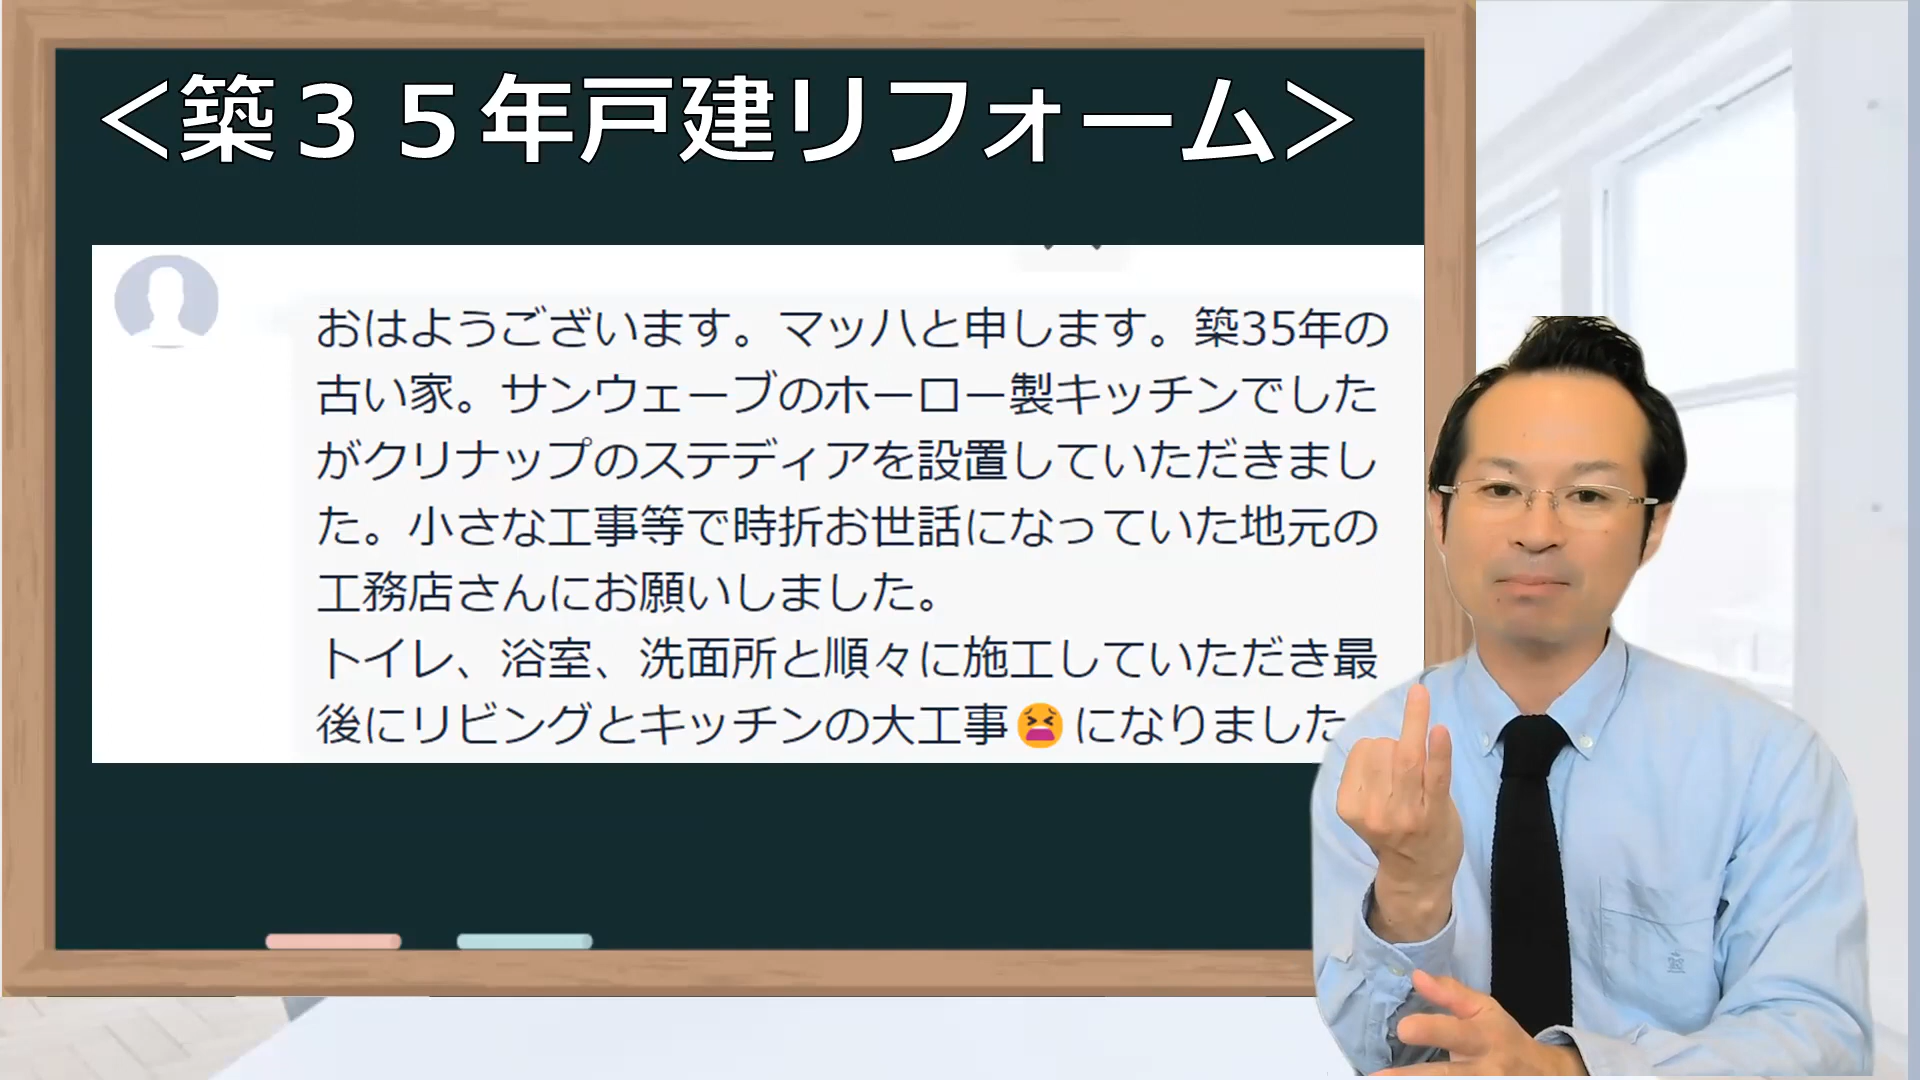 ＜築３５年戸建リフォーム＞
おはようございます。マッハと申します。築35年の
古い家。サンウェーブのホーロー製キッチンでした
がクリナップのステディアを設置していただきまし
た。小さな工事等で時折お世話になっていた地元の
工務店さんにお願いしました。
トイレ、浴室、洗面所と順々に施工していただき最
後にリビングとキッチンの大工事😫になりました